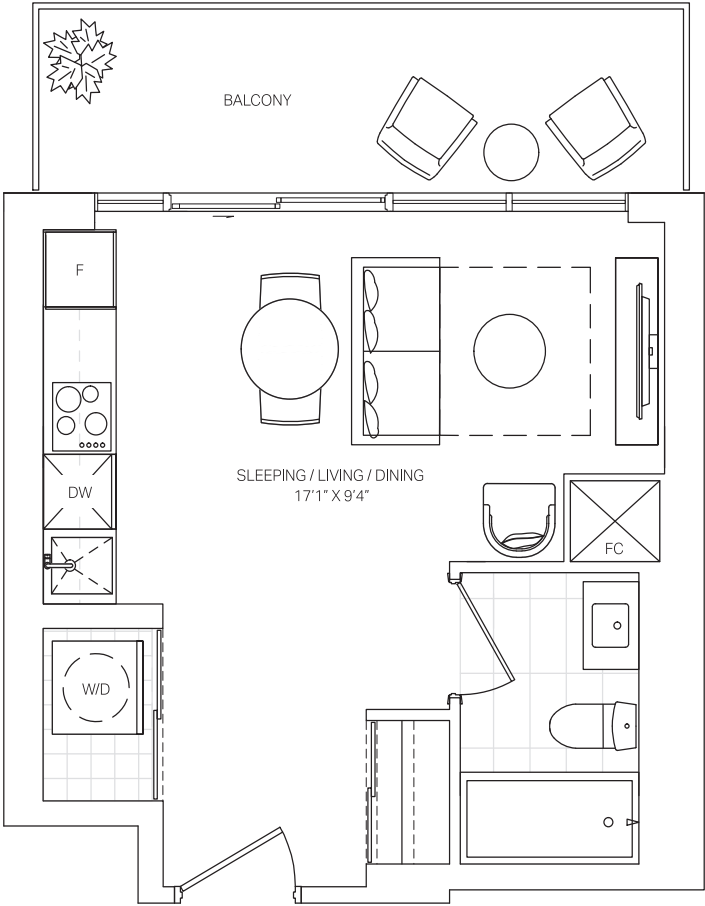 BALCONY
F
DW
SLEEPING / LIVING / DINING
17'1" X 9'4"
FC
W/D